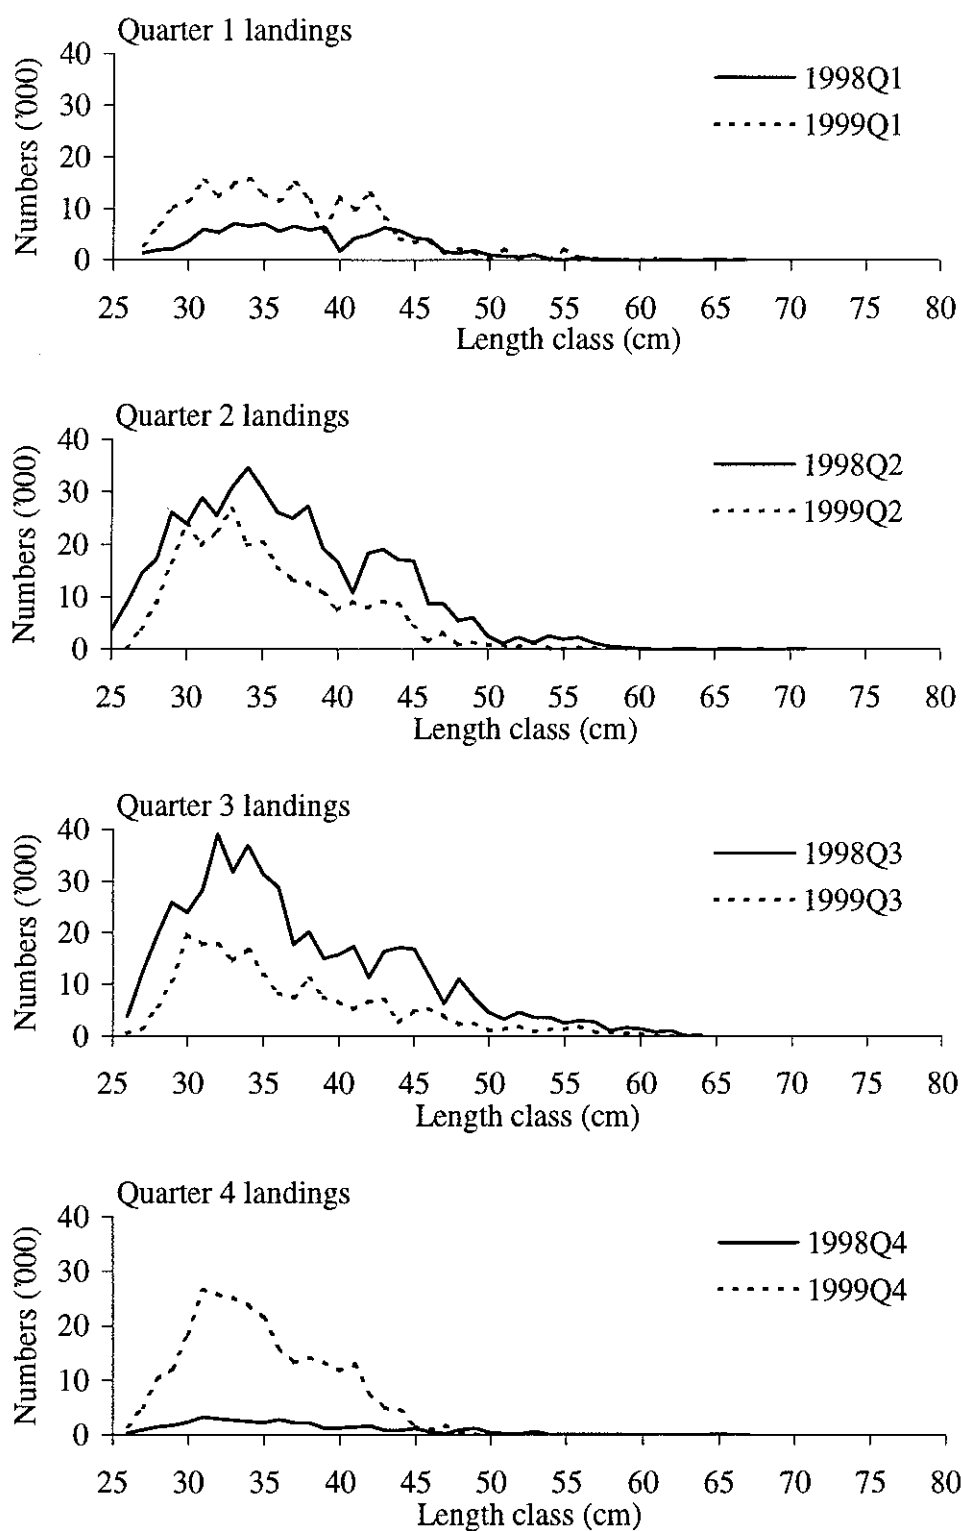 Quarter 1 landings
40
30
20
10
0
Numbers ('000)
1998Q1
1999Q1
25 30 35 40 45 50 55 60 65 70 75 80
Length class (cm)
Quarter 2 landings
40
30
20
10
0
Numbers ('000)
1998Q2
1999Q2
25 30 35 40 45 50 55 60 65 70 75 80
Length class (cm)
Quarter 3 landings
40
30
20
10
0
Numbers ('000)
1998Q3
1999Q3
25 30 35 40 45 50 55 60 65 70 75 80
Length class (cm)
Quarter 4 landings
40
30
20
10
0
Numbers ('000)
1998Q4
1999Q4
25 30 35 40 45 50 55 60 65 70 75 80
Length class (cm)